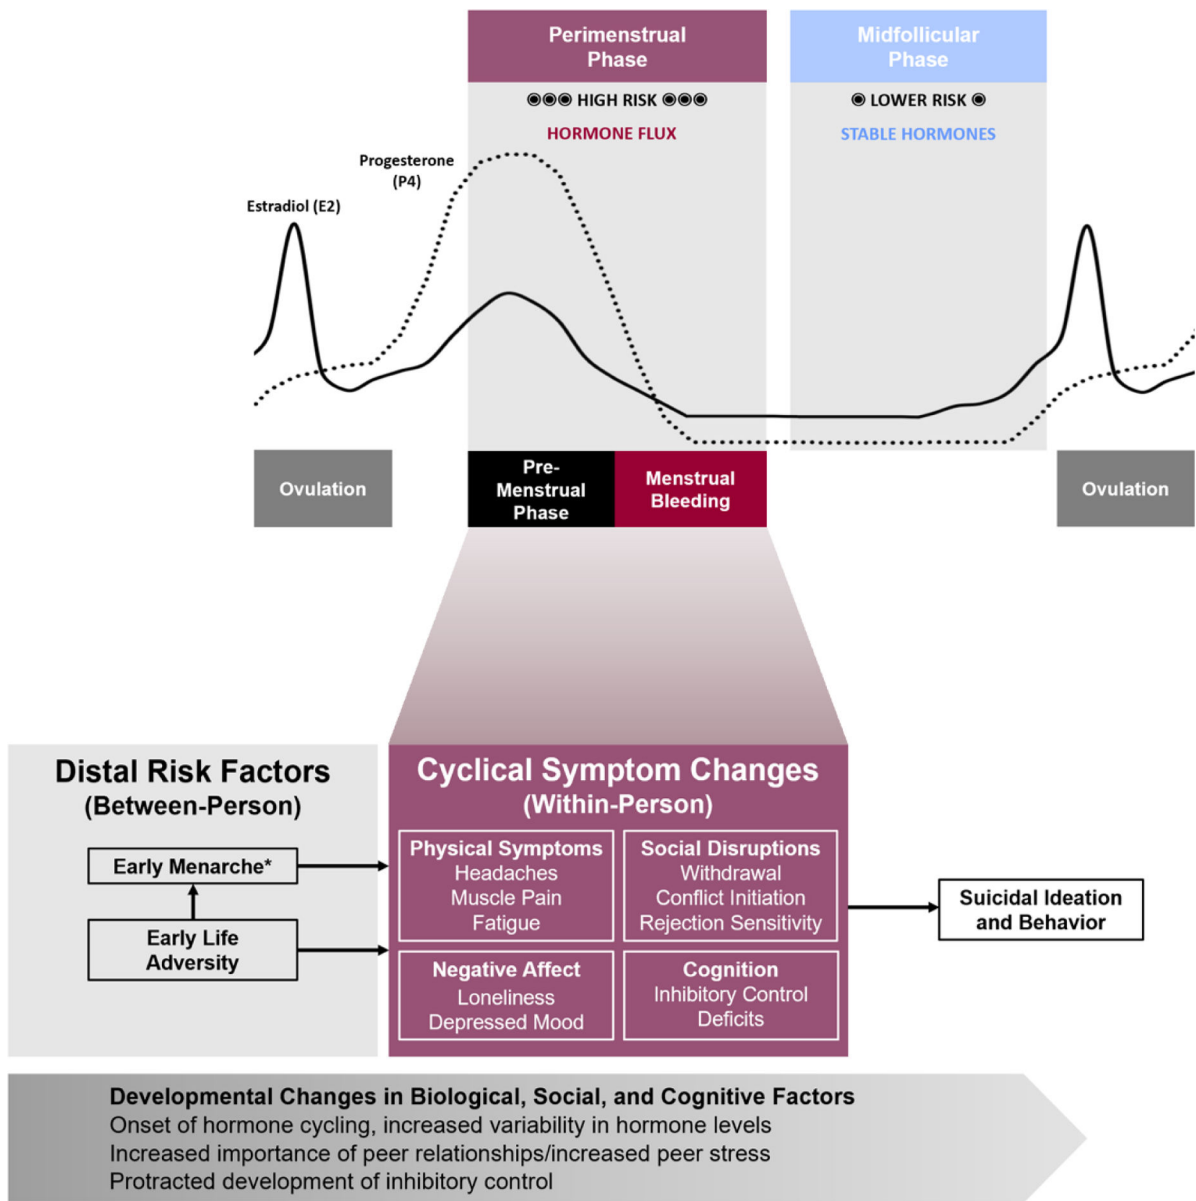 Perimenstrual
Phase
Midfollicular
Phase
HIGH RISK
LOWER RISK
HORMONE FLUX
STABLE HORMONES
Progesterone
(P4)
Estradiol (E2)
Ovulation
Pre-
Menstrual
Phase
Menstrual
Bleeding
Ovulation
Distal Risk Factors
(Between-Person)
Early Menarche*
Early Life
Adversity
Cyclical Symptom Changes
(Within-Person)
Physical Symptoms
Headaches
Muscle Pain
Fatigue
Social Disruptions
Withdrawal
Conflict Initiation
Rejection Sensitivity
Negative Affect
Loneliness
Depressed Mood
Cognition
Inhibitory Control
Deficits
Suicidal Ideation
and Behavior
Developmental Changes in Biological, Social, and Cognitive Factors
Onset of hormone cycling, increased variability in hormone levels
Increased importance of peer relationships/increased peer stress
Protracted development of inhibitory control